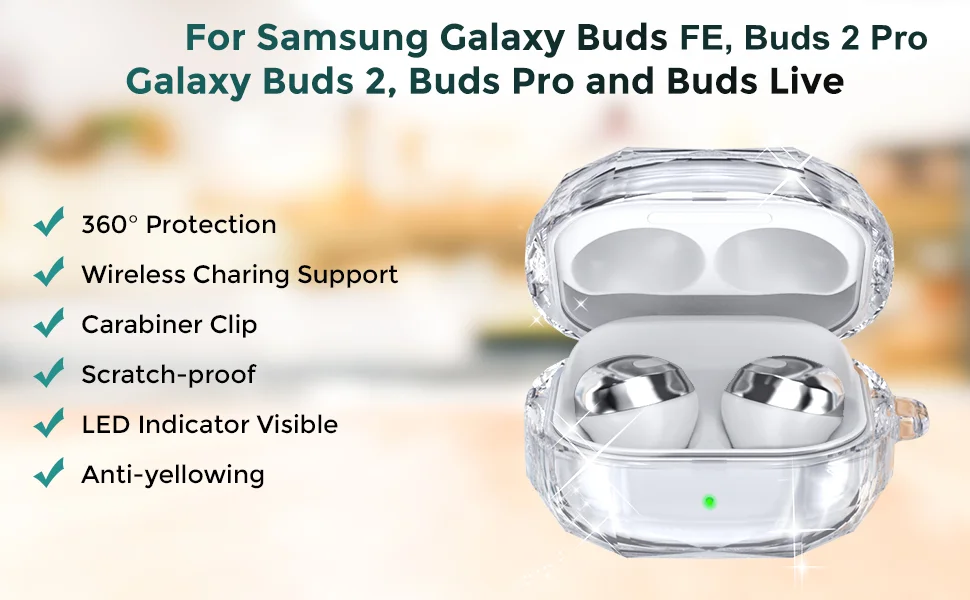 For Samsung Galaxy Buds FE, Buds 2 Pro
Galaxy Buds 2, Buds Pro and Buds Live
360° Protection
Wireless Charing Support
Carabiner Clip
Scratch-proof
LED Indicator Visible
Anti-yellowing